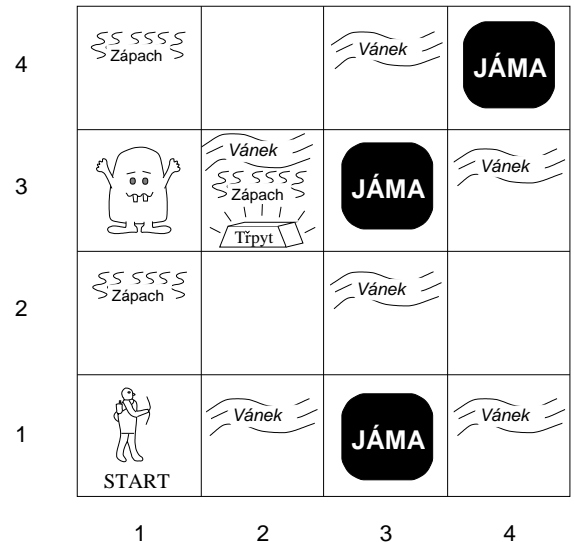 4
Zápach
Vánek
JÁMA
3
Vánek
Zápach
Třpyt
JÁMA
Vánek
2
Zápach
Vánek
1
START
Vánek
JÁMA
Vánek
1 2 3 4